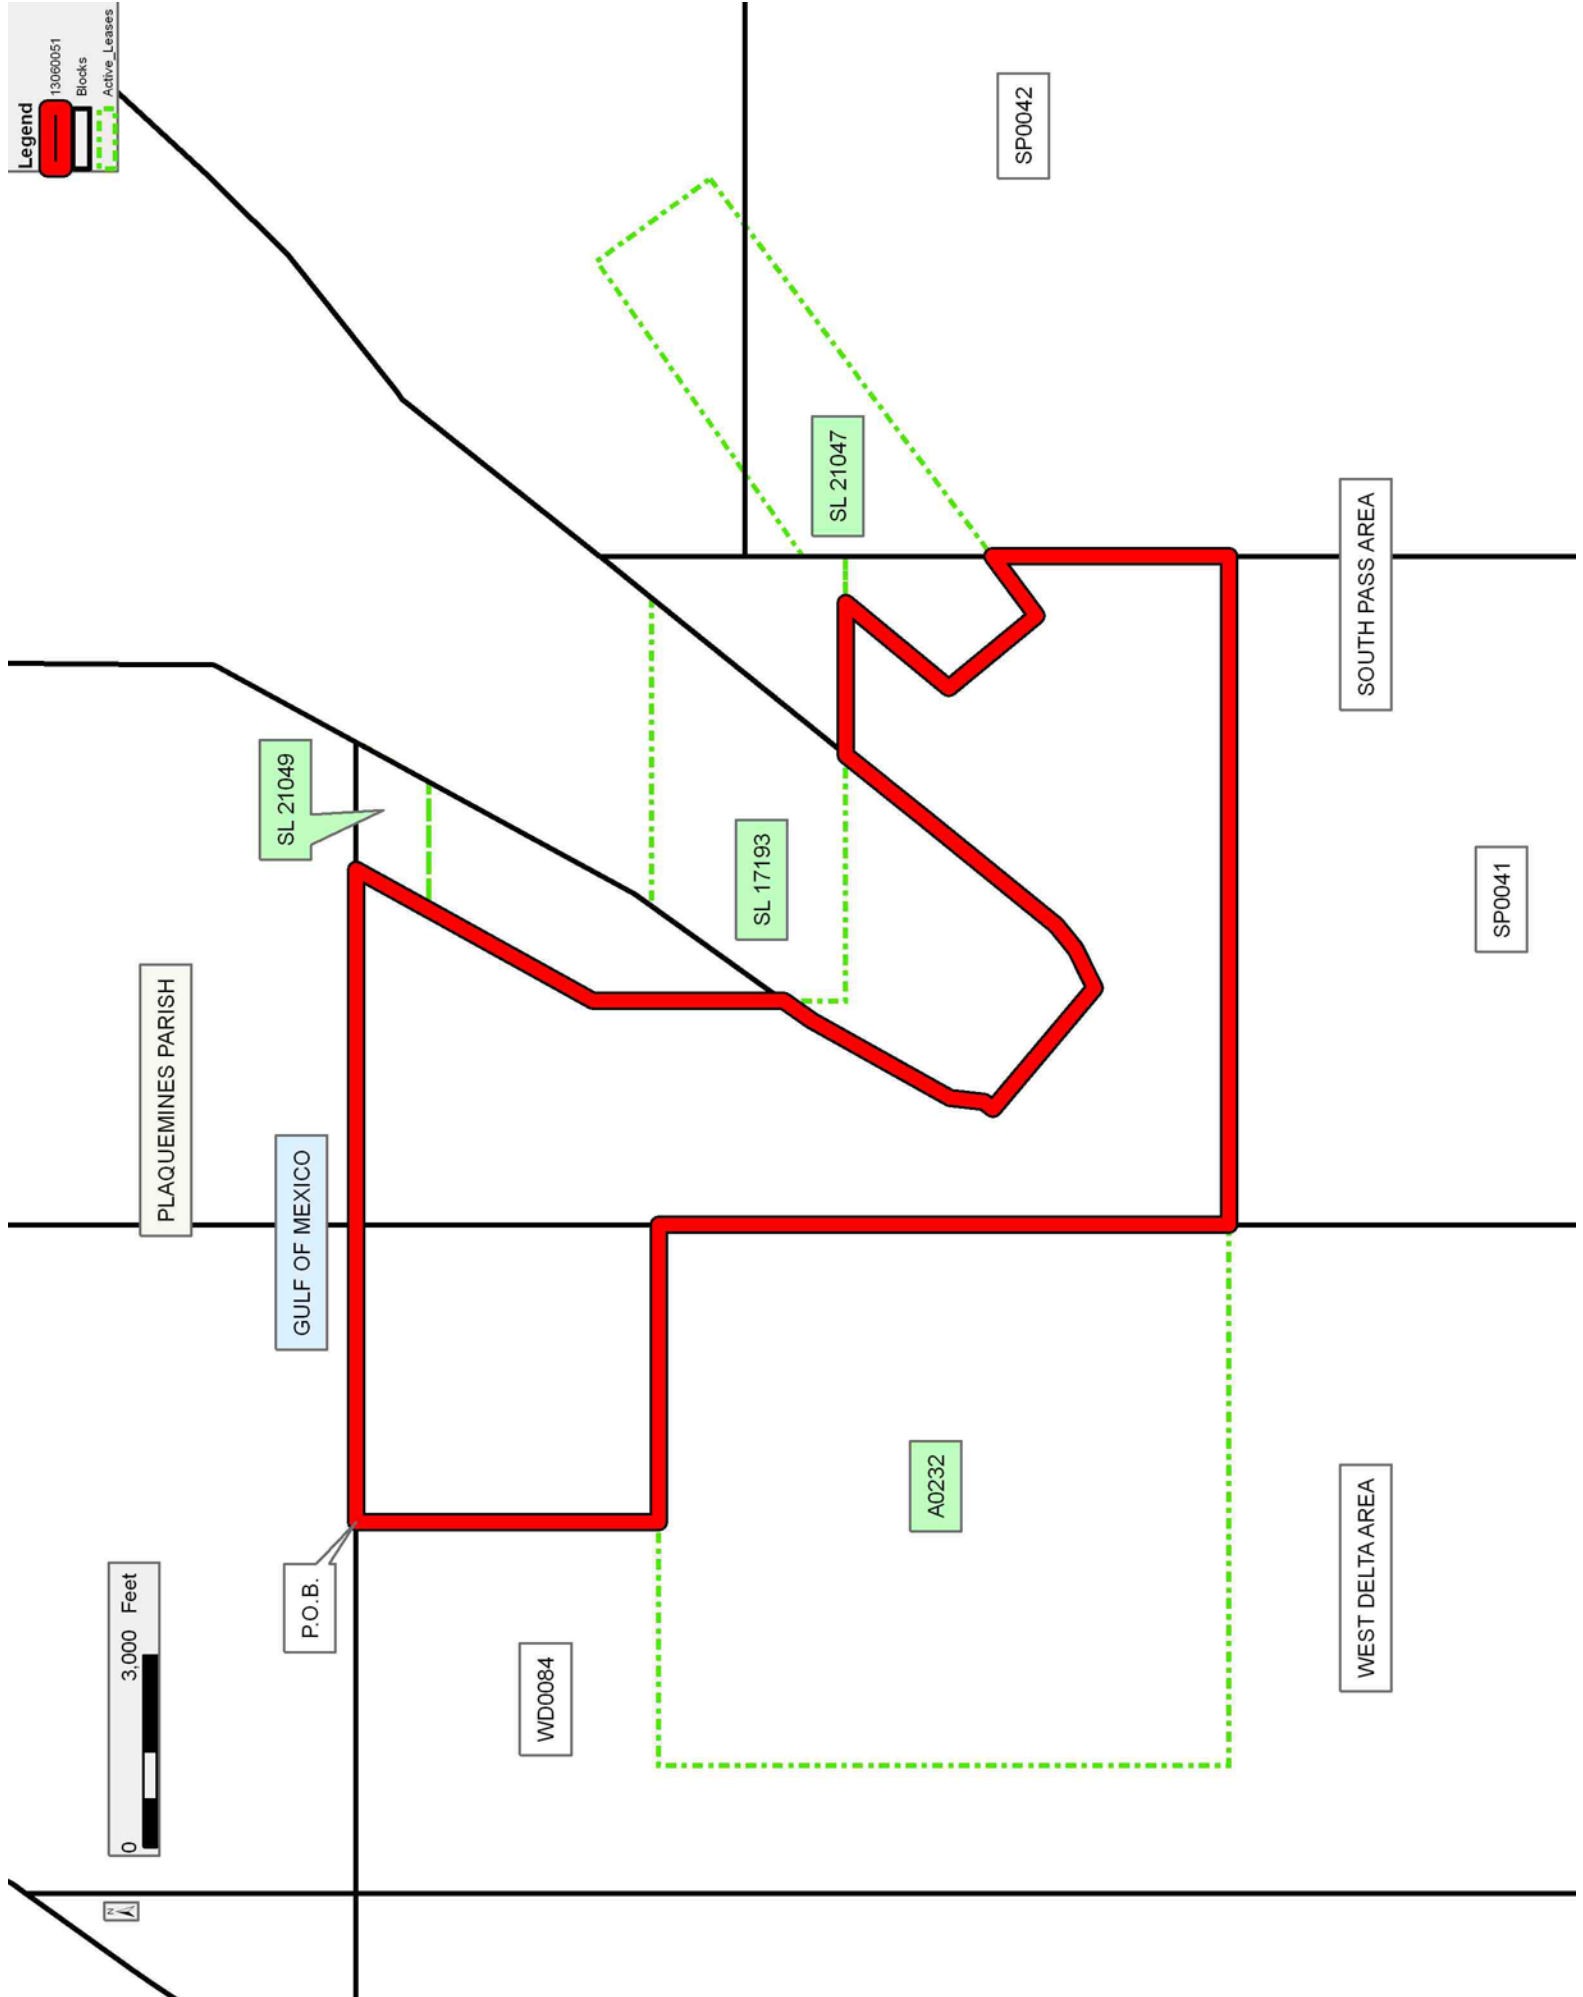 N
0
3,000 Feet
P.O.B.
PLAQUEMINES PARISH
GULF OF MEXICO
SL 21049
Legend
13060051
Blocks
Active_Leases
WD0084
SL 17193
SL 21047
A0232
SP0042
WEST DELTA AREA
SOUTH PASS AREA
SP0041